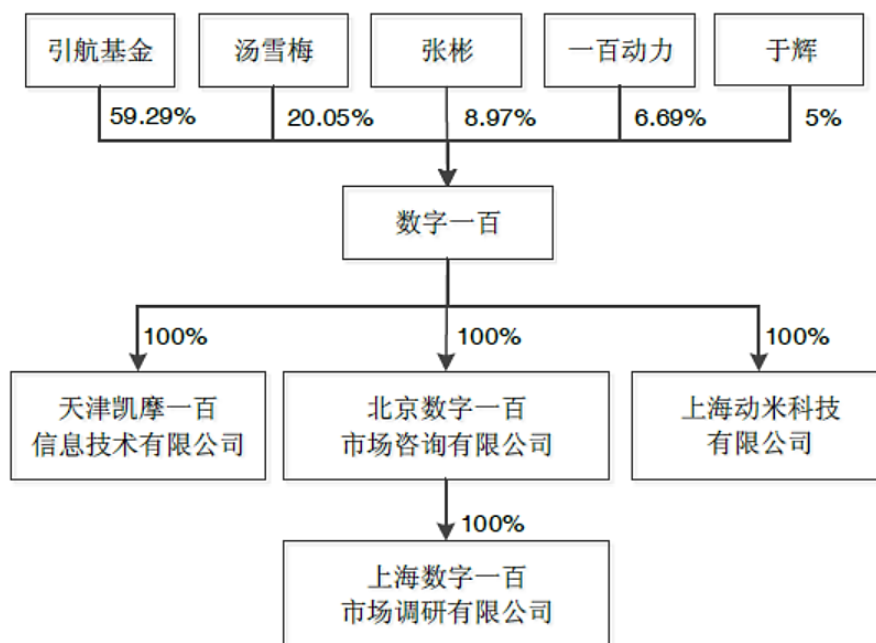 引航基金
汤雪梅
张彬
一百动力
于辉
59.29%
20.05%
8.97%
6.69%
5%
数字一百
100%
100%
100%
天津凯摩一百
信息技术有限公司
北京数字一百
市场咨询有限公司
上海动米科技
有限公司
100%
上海数字一百
市场调研有限公司